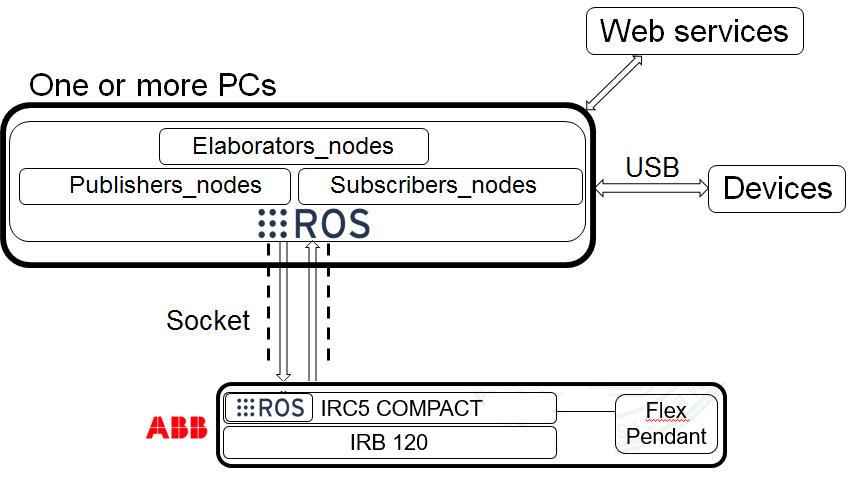 Web services
One or more PCs
Elaborators_nodes
Publishers_nodes
Subscribers_nodes
ROS
USB
Devices
Socket
ABB
ROS
IRC5 COMPACT
IRB 120
Flex
Pendant